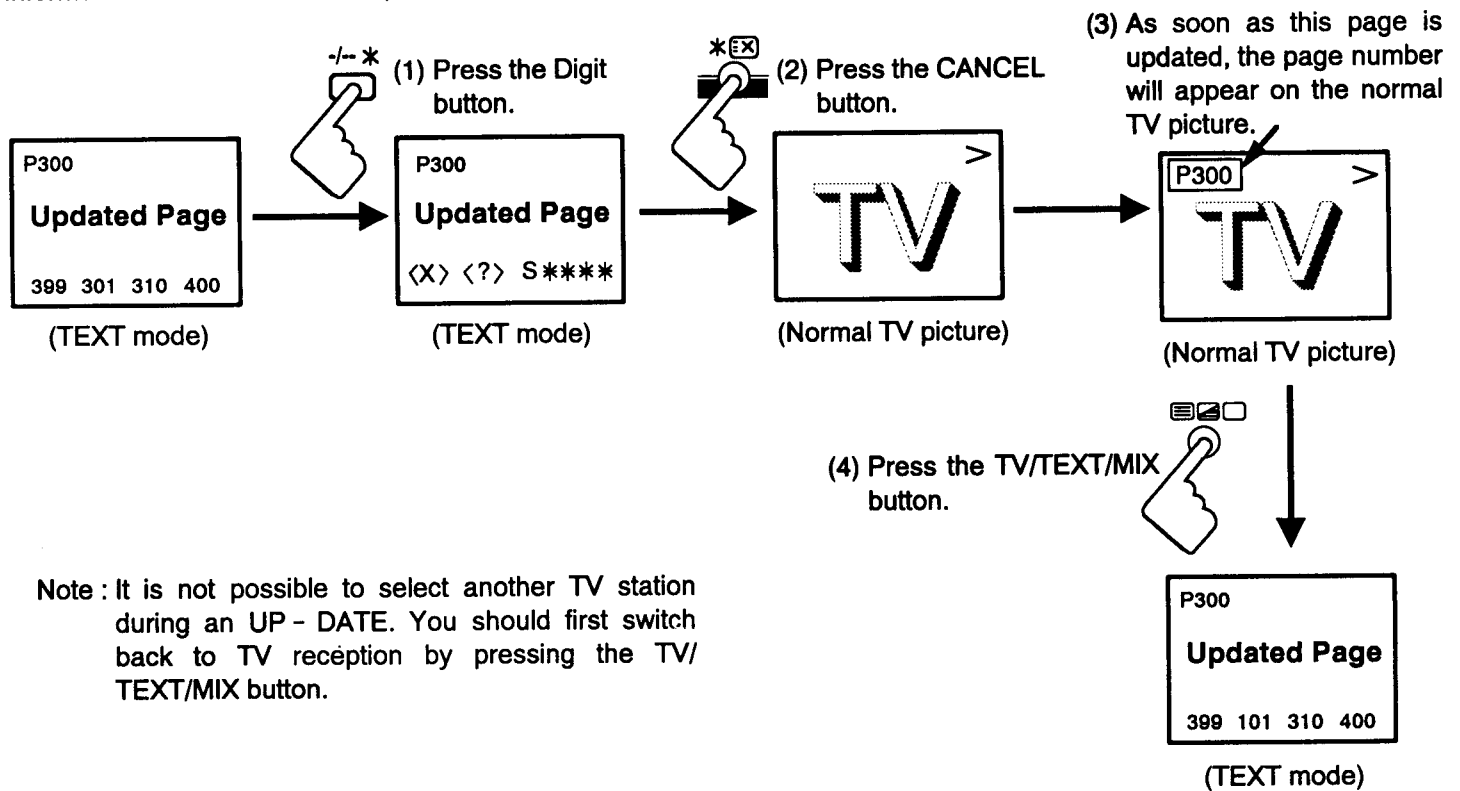 -/-- *
(1) Press the Digit
button.
*
(2) Press the CANCEL
button.
(3) As soon as this page is
updated, the page number
will appear on the normal
TV picture.
P300
Updated Page
399 301 310 400
(TEXT mode)
P300
Updated Page
<X> <?> S****
(TEXT mode)
>
TV
(Normal TV picture)
P300 >
TV
(Normal TV picture)
(4) Press the TV/TEXT/MIX
button.
Note : It is not possible to select another TV station
during an UP - DATE. You should first switch
back to TV reception by pressing the TV/
TEXT/MIX button.
P300
Updated Page
399 101 310 400
(TEXT mode)